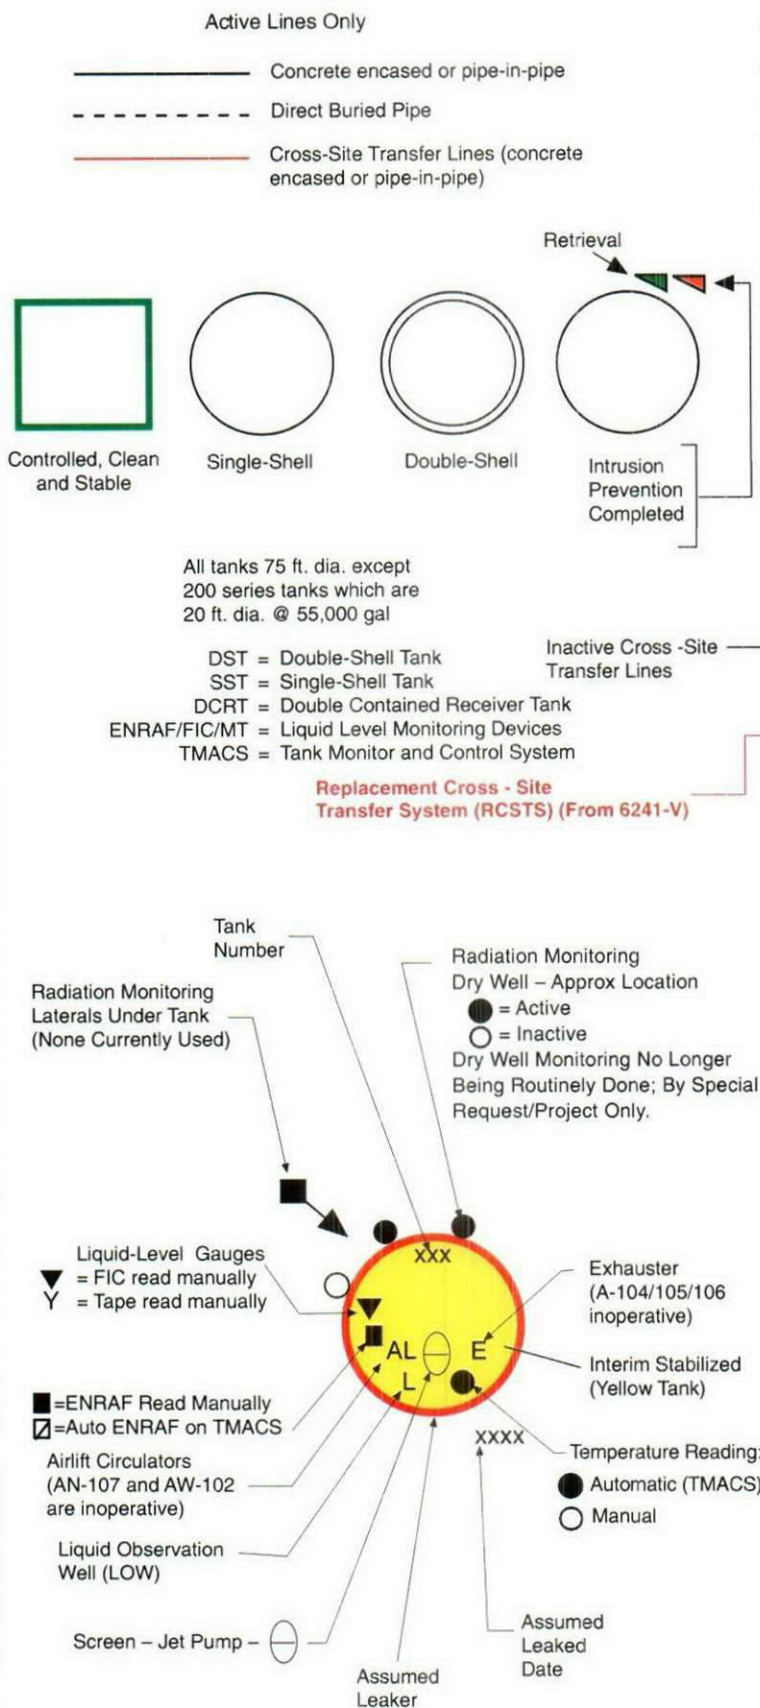 Active Lines Only
Concrete encased or pipe-in-pipe
Direct Buried Pipe
Cross-Site Transfer Lines (concrete
encased or pipe-in-pipe)
Retrieval
Controlled, Clean
and Stable
Single-Shell
Double-Shell
Intrusion
Prevention
Completed
All tanks 75 ft. dia. except
200 series tanks which are
20 ft. dia. @ 55,000 gal
DST = Double-Shell Tank
SST = Single-Shell Tank
DCRT = Double Contained Receiver Tank
ENRAF/FIC/MT = Liquid Level Monitoring Devices
TMACS = Tank Monitor and Control System
Inactive Cross -Site
Transfer Lines
Replacement Cross - Site
Transfer System (RCSTS) (From 6241-V)
Tank
Number
Radiation Monitoring
Laterals Under Tank
(None Currently Used)
Radiation Monitoring
Dry Well – Approx Location
= Active
= Inactive
Dry Well Monitoring No Longer
Being Routinely Done; By Special
Request/Project Only.
Liquid-Level Gauges
= FIC read manually
Y = Tape read manually
xxx
AL
E
L
Exhauster
(A-104/105/106
inoperative)
Interim Stabilized
(Yellow Tank)
=ENRAF Read Manually
=Auto ENRAF on TMACS
Airlift Circulators
(AN-107 and AW-102
are inoperative)
xxxx
Temperature Reading:
Automatic (TMACS)
Manual
Liquid Observation
Well (LOW)
Screen – Jet Pump –
Assumed
Leaker
Assumed
Leaked
Date